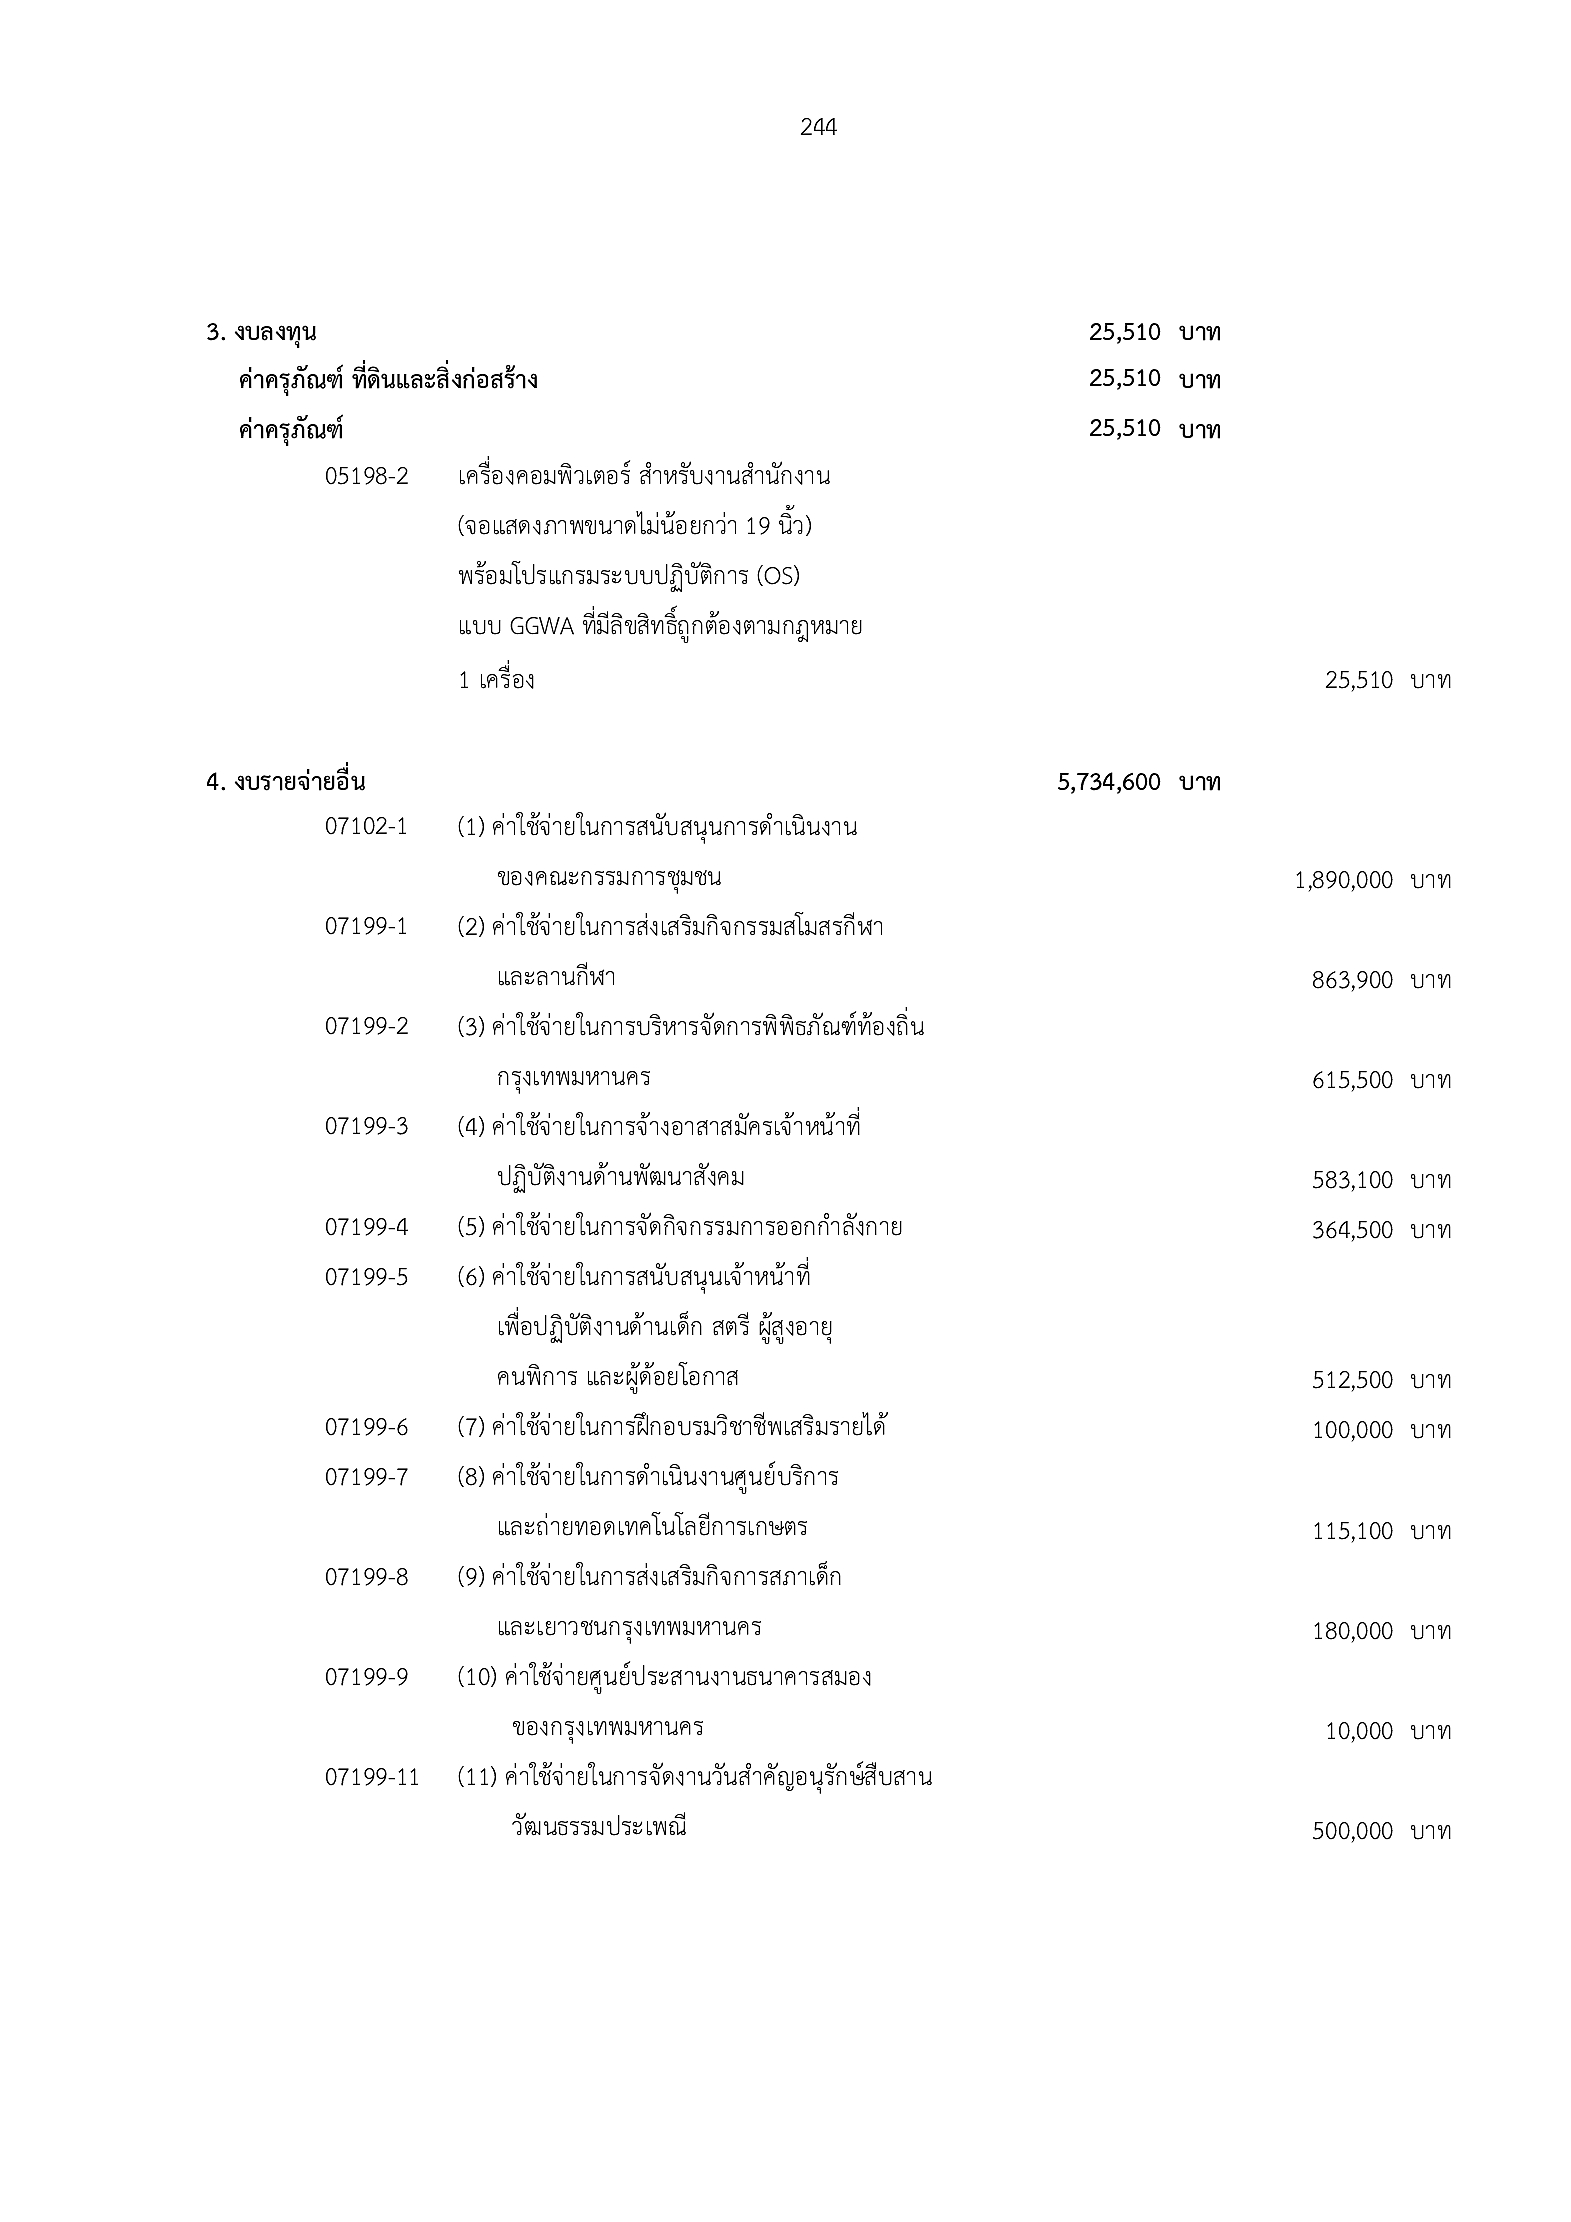 244
3. งบลงทุน 25,510 บาท
ค่าครุภัณฑ์ ที่ดินและสิ่งก่อสร้าง 25,510 บาท
ค่าครุภัณฑ์ 25,510 บาท
05198-2 เครื่องคอมพิวเตอร์ สำหรับงานสำนักงาน
(จอแสดงภาพขนาดไม่น้อยกว่า 19 นิ้ว)
พร้อมโปรแกรมระบบปฏิบัติการ (OS)
แบบ GGWA ที่มีลิขสิทธิ์ถูกต้องตามกฎหมาย
1 เครื่อง 25,510 บาท
4. งบรายจ่ายอื่น 5,734,600 บาท
07102-1 (1) ค่าใช้จ่ายในการสนับสนุนการดำเนินงาน
ของคณะกรรมการชุมชน 1,890,000 บาท
07199-1 (2) ค่าใช้จ่ายในการส่งเสริมกิจกรรมสโมสรกีฬา
และลานกีฬา 863,900 บาท
07199-2 (3) ค่าใช้จ่ายในการบริหารจัดการพิพิธภัณฑ์ท้องถิ่น
กรุงเทพมหานคร 615,500 บาท
07199-3 (4) ค่าใช้จ่ายในการจ้างอาสาสมัครเจ้าหน้าที่
ปฏิบัติงานด้านพัฒนาสังคม 583,100 บาท
07199-4 (5) ค่าใช้จ่ายในการจัดกิจกรรมการออกกำลังกาย 364,500 บาท
07199-5 (6) ค่าใช้จ่ายในการสนับสนุนเจ้าหน้าที่
เพื่อปฏิบัติงานด้านเด็ก สตรี ผู้สูงอายุ
คนพิการ และผู้ด้อยโอกาส 512,500 บาท
07199-6 (7) ค่าใช้จ่ายในการฝึกอบรมวิชาชีพเสริมรายได้ 100,000 บาท
07199-7 (8) ค่าใช้จ่ายในการดำเนินงานศูนย์บริการ
และถ่ายทอดเทคโนโลยีการเกษตร 115,100 บาท
07199-8 (9) ค่าใช้จ่ายในการส่งเสริมกิจการสภาเด็ก
และเยาวชนกรุงเทพมหานคร 180,000 บาท
07199-9 (10) ค่าใช้จ่ายศูนย์ประสานงานธนาคารสมอง
ของกรุงเทพมหานคร 10,000 บาท
07199-11 (11) ค่าใช้จ่ายในการจัดงานวันสำคัญอนุรักษ์สืบสาน
วัฒนธรรมประเพณี 500,000 บาท